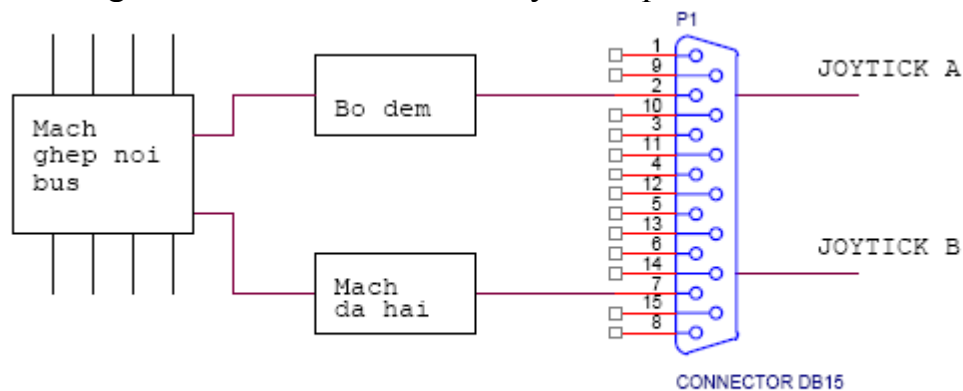 P1
1
9
2
10
3
11
4
12
5
13
6
14
7
15
8
JOYTICK A
Bo dem
Mach
ghep noi
bus
JOYTICK B
Mach
da hai
CONNECTOR DB15